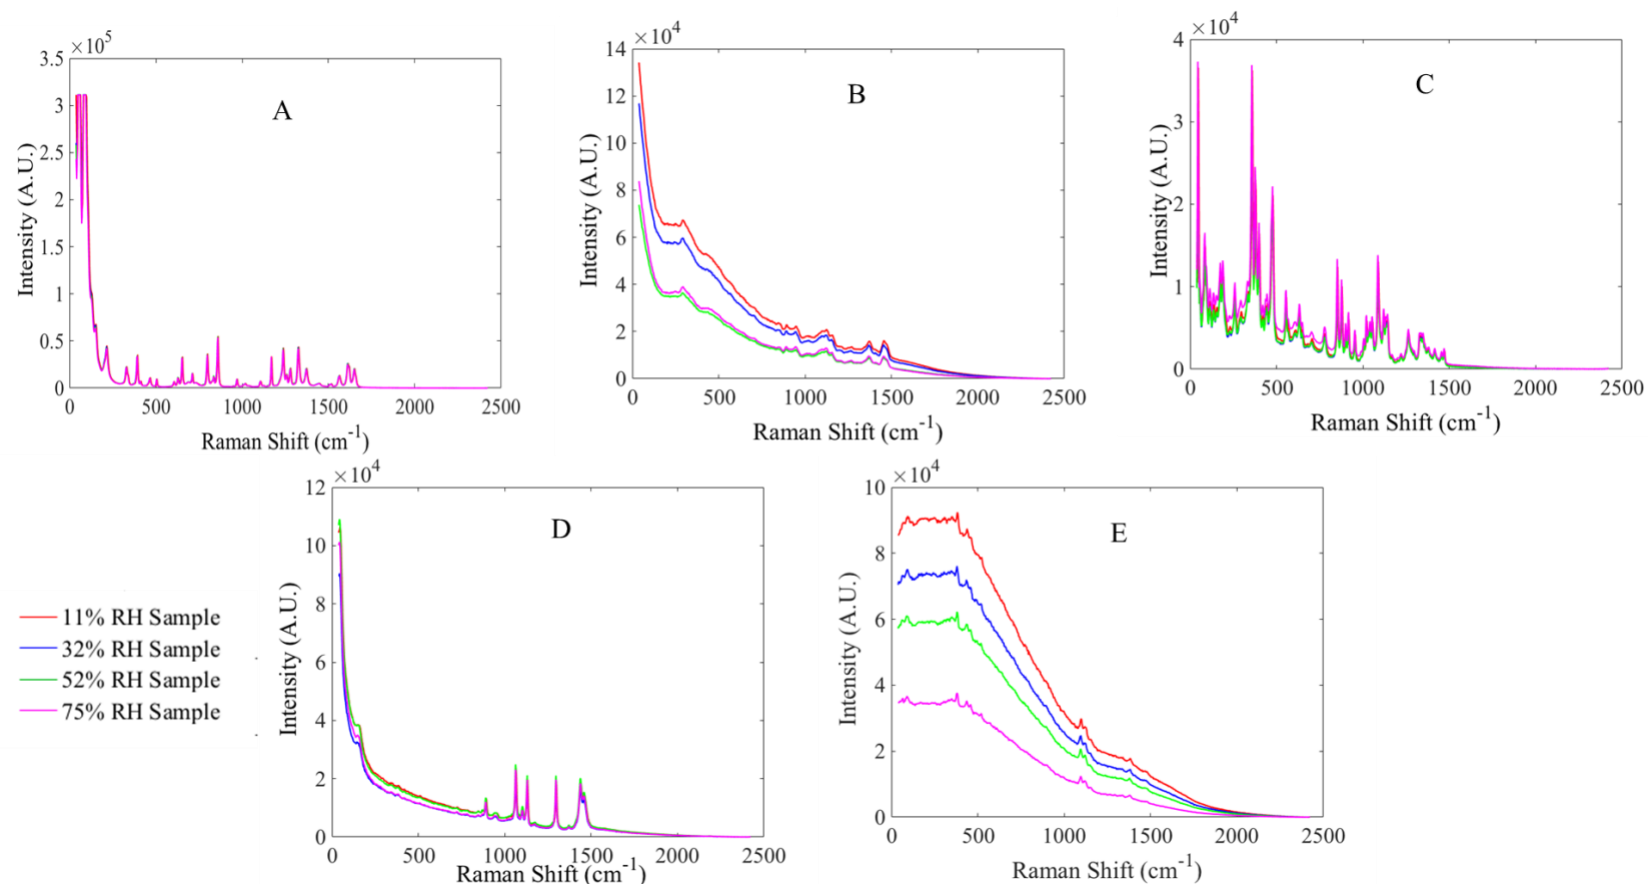 ×10^5
3.5
3
2.5
2
1.5
1
0.5
0
0 500 1000 1500 2000 2500
Intensity (A.U.)
Raman Shift (cm^-1)
A
×10^4
14
12
10
8
6
4
2
0
0 500 1000 1500 2000 2500
Intensity (A.U.)
Raman Shift (cm^-1)
B
×10^4
4
3
2
1
0
0 500 1000 1500 2000 2500
Intensity (A.U.)
Raman Shift (cm^-1)
C
11% RH Sample
32% RH Sample
52% RH Sample
75% RH Sample
×10^4
12
10
8
6
4
2
0
0 500 1000 1500 2000 2500
Intensity (A.U.)
Raman Shift (cm^-1)
D
×10^4
10
8
6
4
2
0
0 500 1000 1500 2000 2500
Intensity (A.U.)
Raman Shift (cm^-1)
E